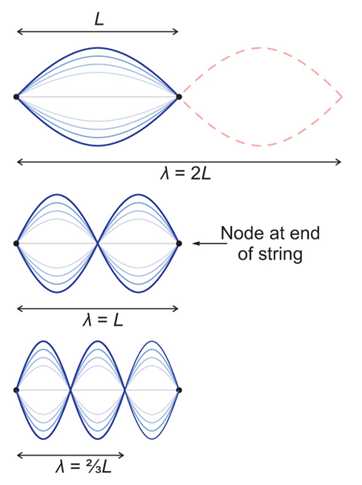 L
λ = 2L
Node at end
of string
λ = L
λ = ⅔L